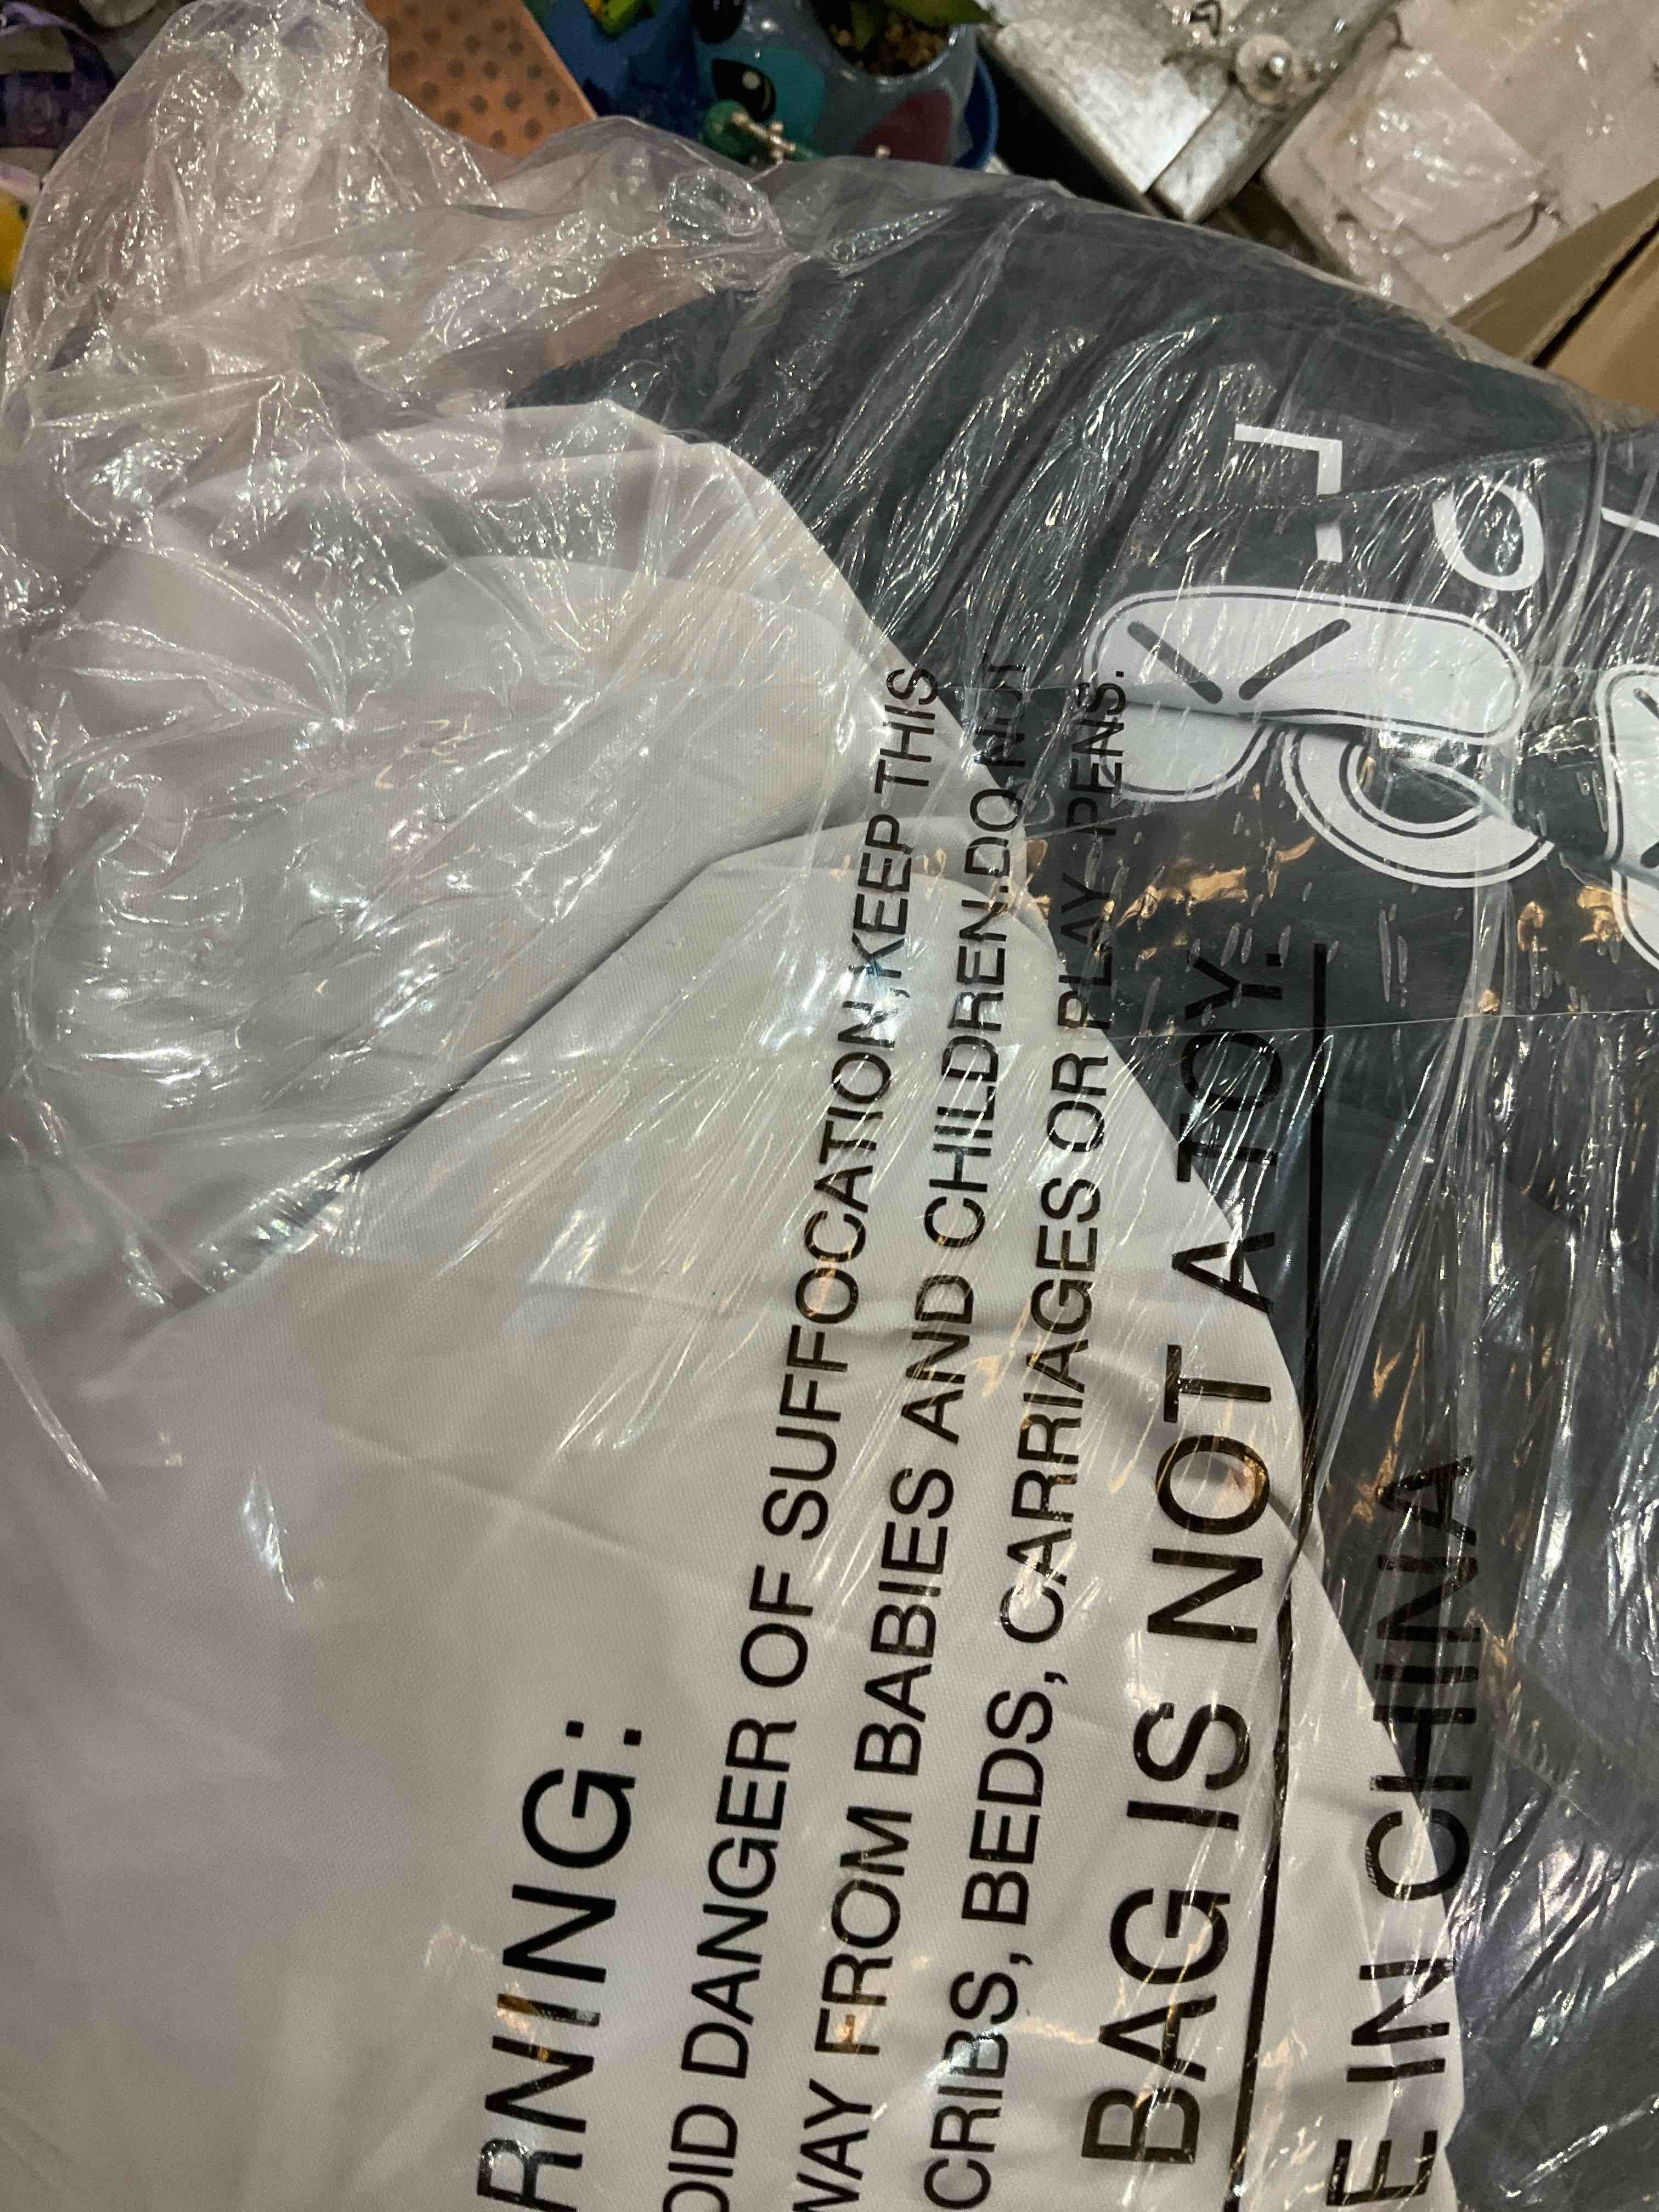 RNING:
OID DANGER OF SUFFOCATION,KEEP THIS
WAY FROM BABIES AND CHILDREN.DO NOT
CRIBS, BEDS, CARRIAGES OR PLAY PENS.
BAG IS NOT A TOY.
E IN CHINA